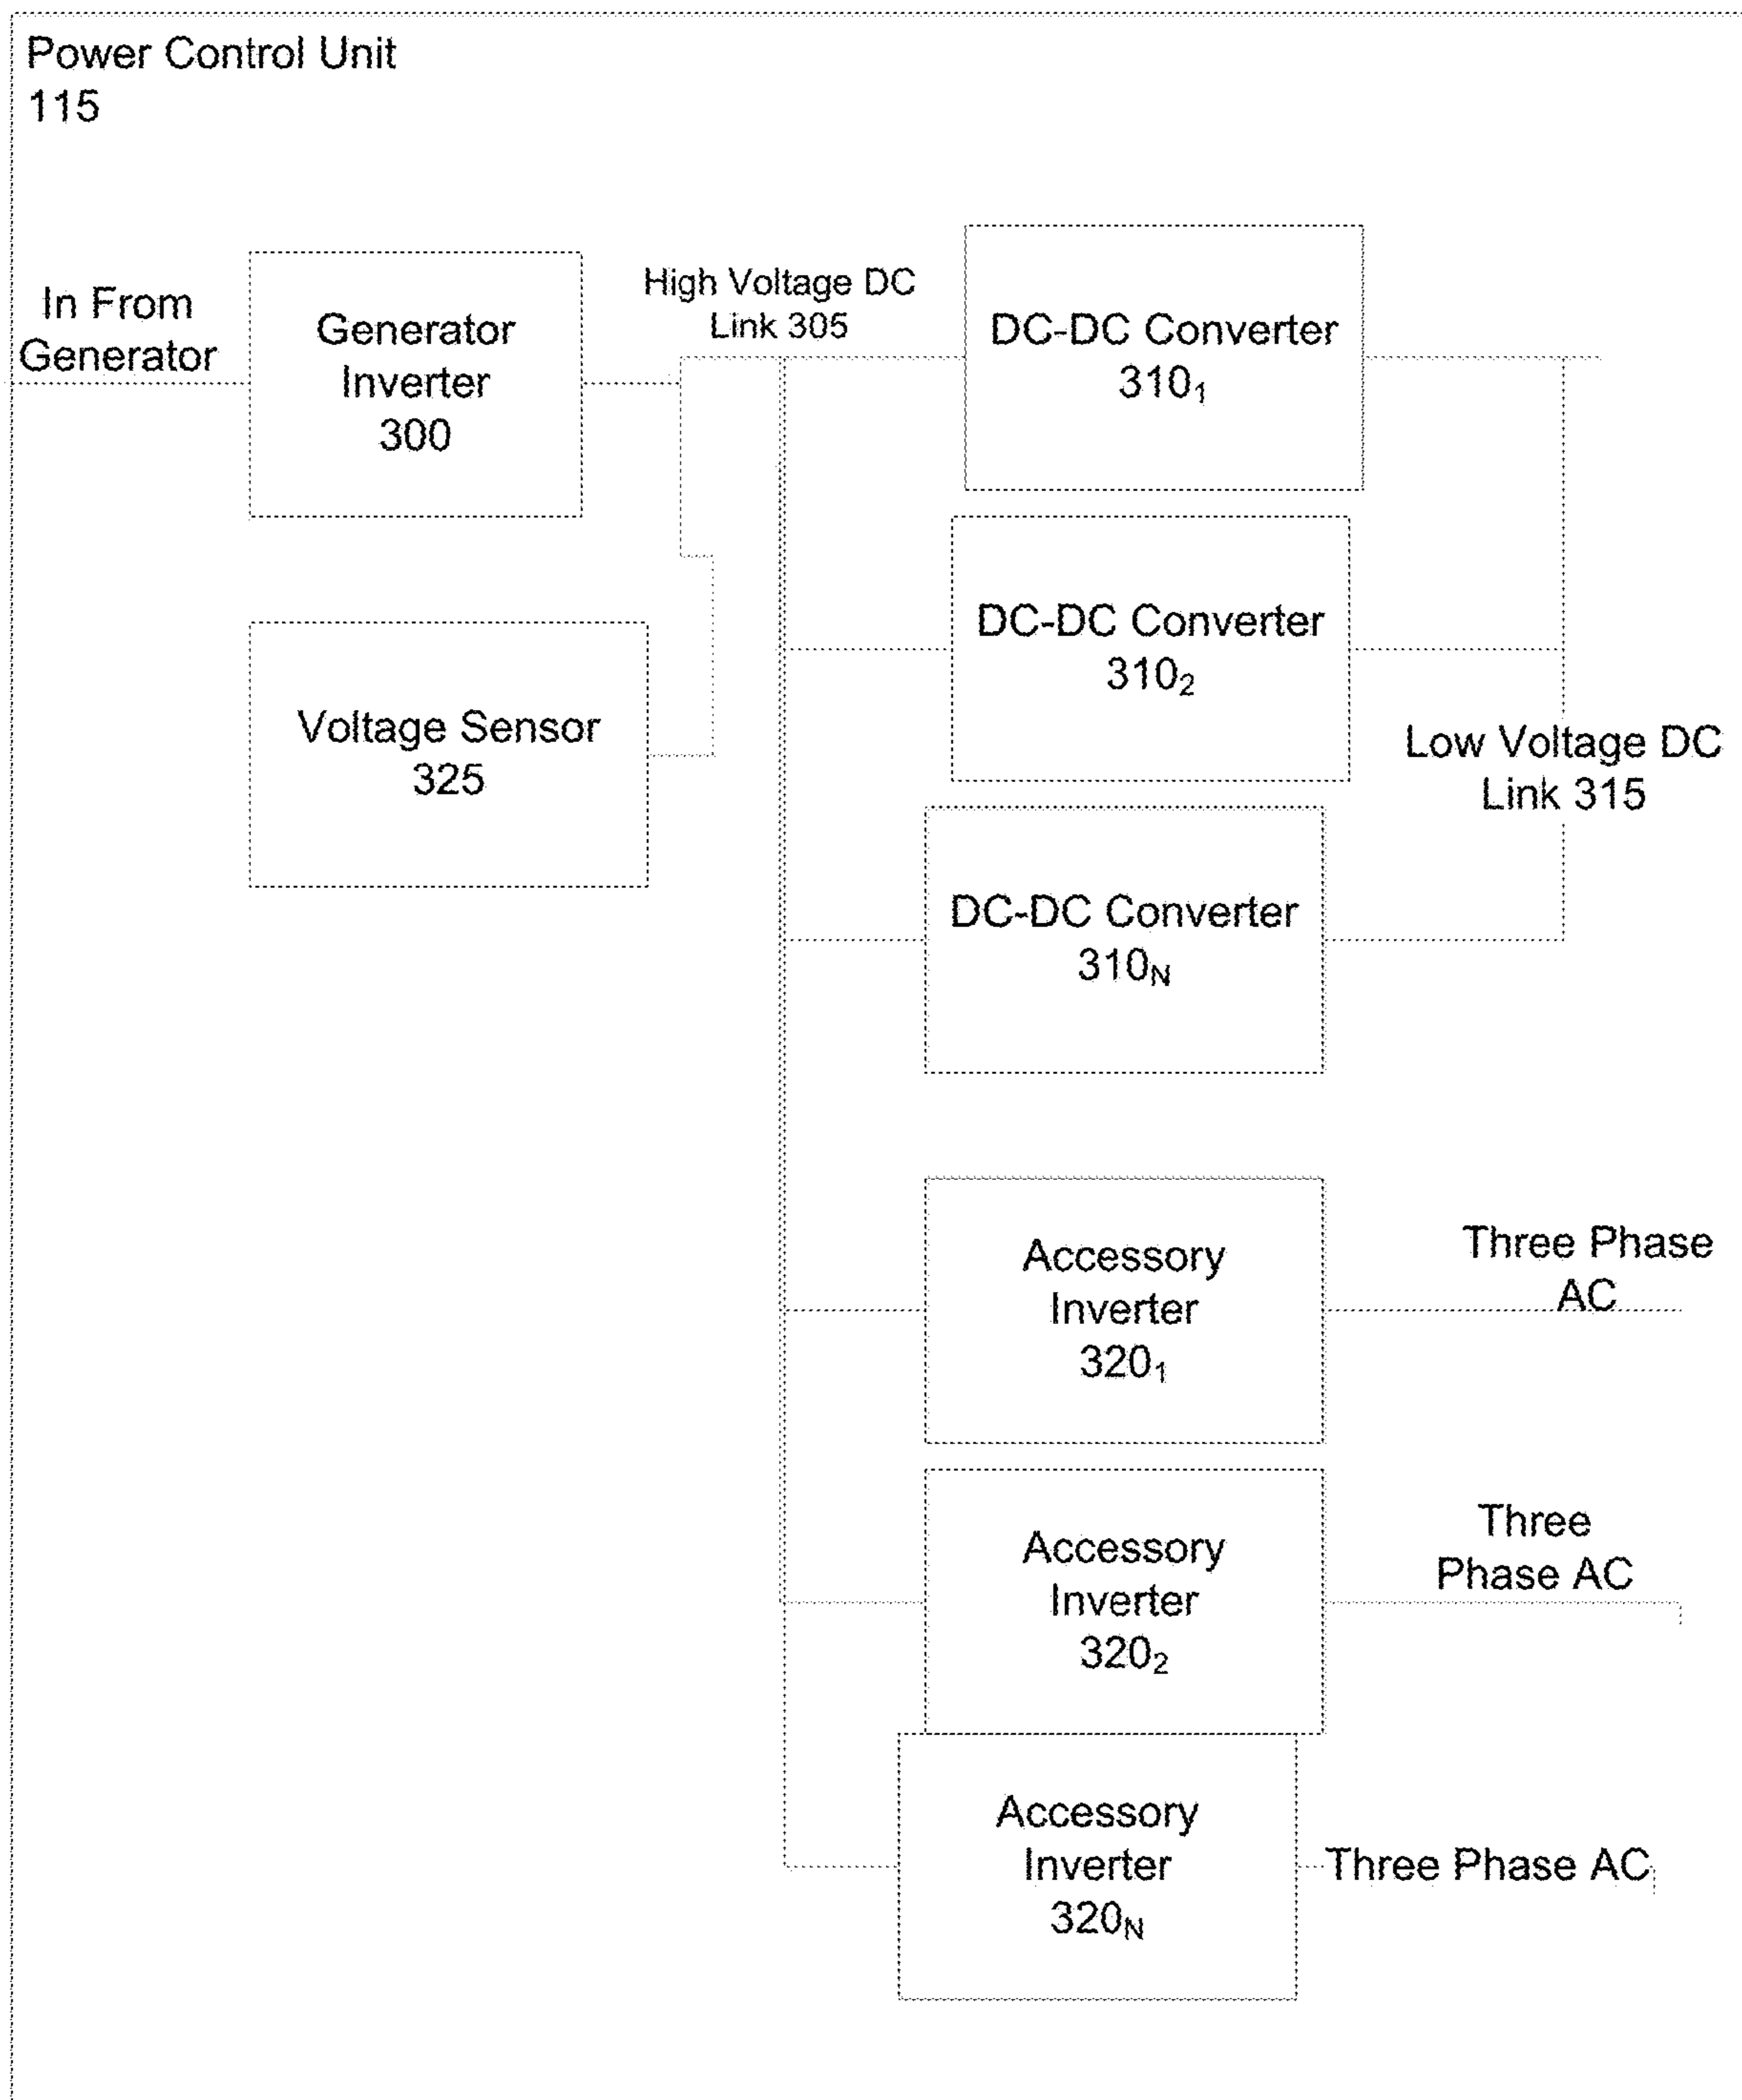 Power Control Unit
115
In From
Generator
Generator
Inverter
300
High Voltage DC
Link 305
DC-DC Converter
310₁
DC-DC Converter
310₂
Voltage Sensor
325
Low Voltage DC
Link 315
DC-DC Converter
310N
Accessory
Inverter
320₁
Three Phase
AC
Accessory
Inverter
320₂
Three
Phase AC
Accessory
Inverter
320N
Three Phase AC